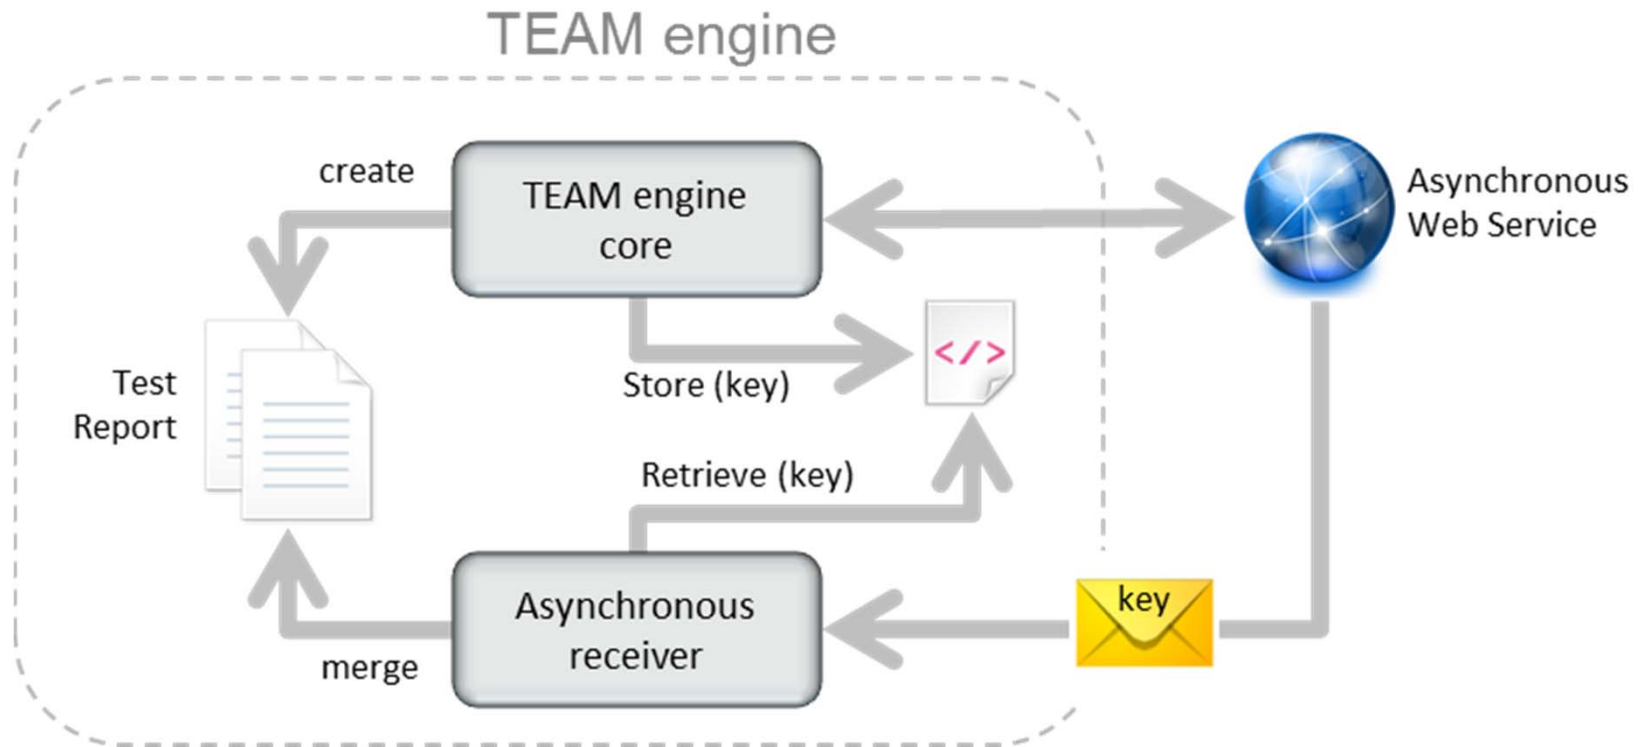 TEAM engine
create
TEAM engine
core
Asynchronous
Web Service
</>
Test
Report
Store (key)
Retrieve (key)
Asynchronous
receiver
key
merge